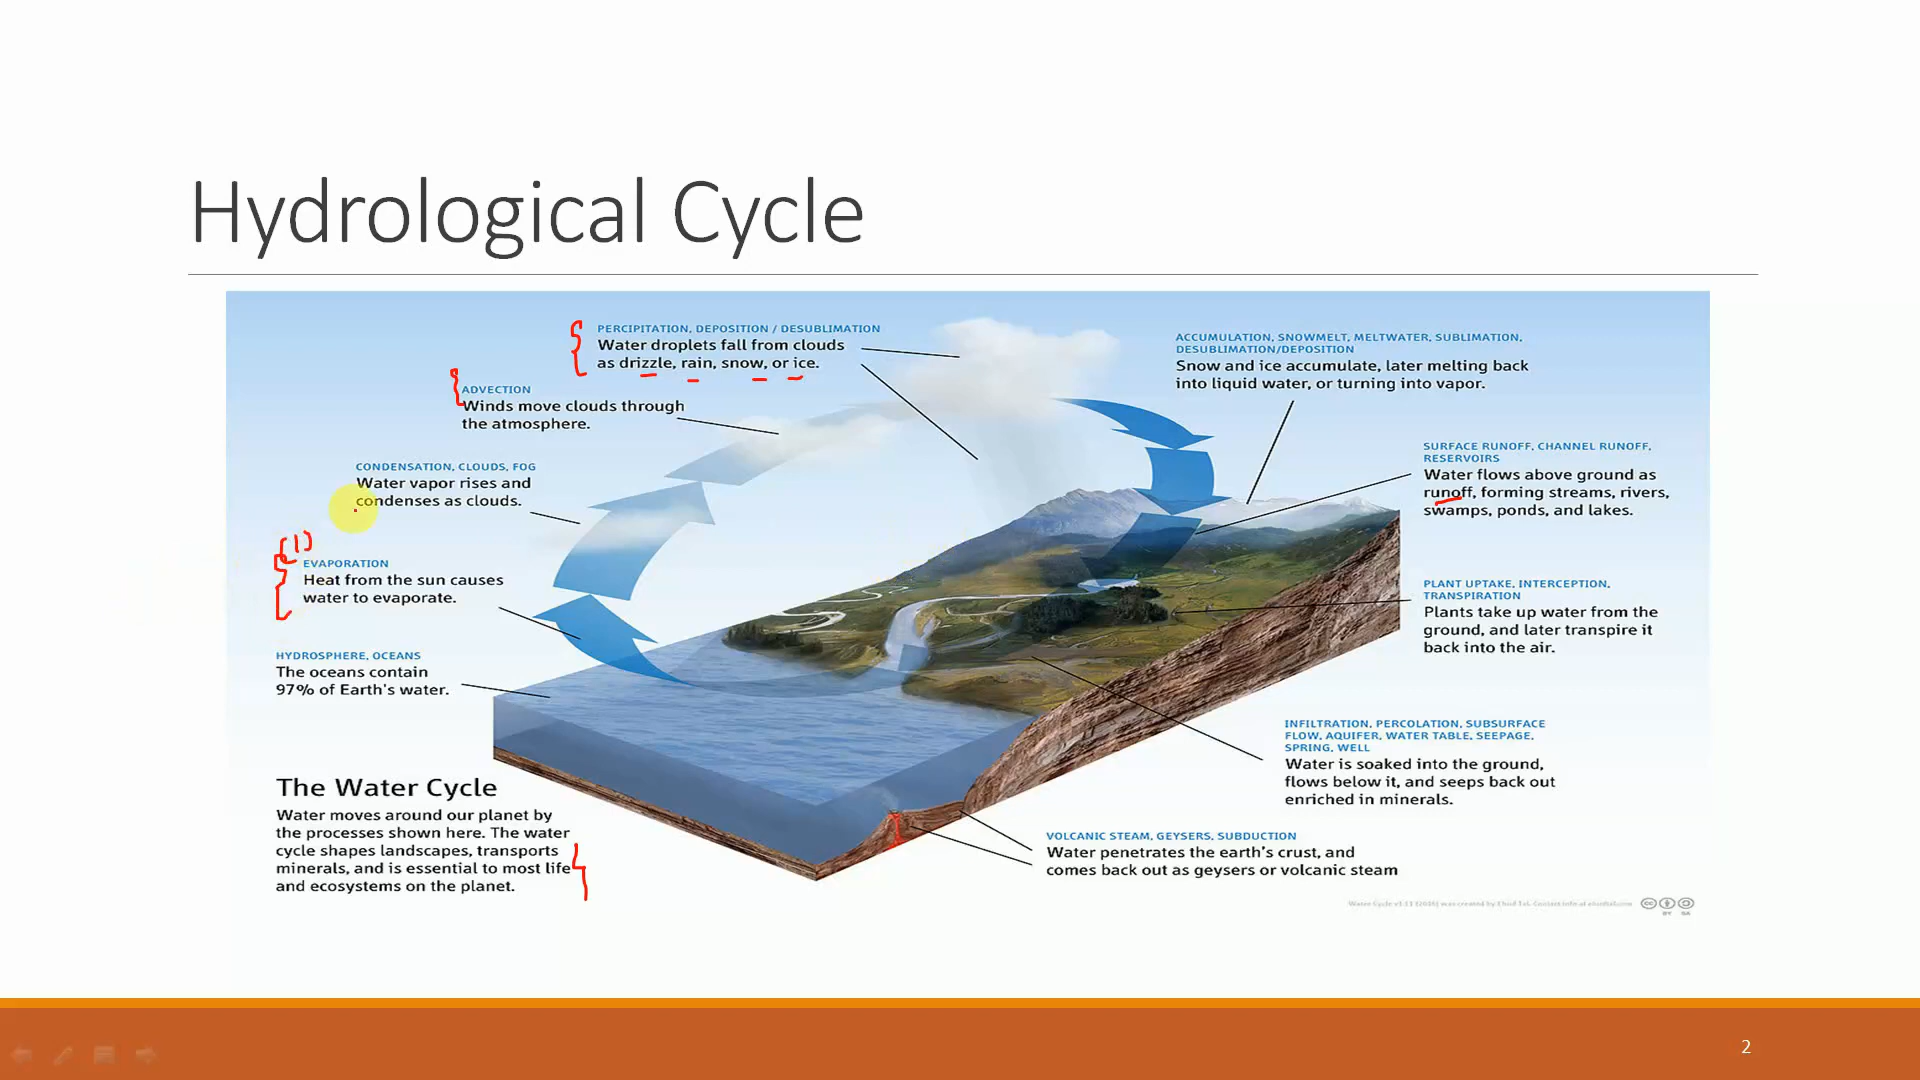 Hydrological Cycle
PERCIPITATION, DEPOSITION / DESUBLIMATION
Water droplets fall from clouds
as drizzle, rain, snow, or ice.
ADVECTION
Winds move clouds through
the atmosphere.
CONDENSATION, CLOUDS, FOG
Water vapor rises and
condenses as clouds.
(1)
EVAPORATION
Heat from the sun causes
water to evaporate.
HYDROSPHERE, OCEANS
The oceans contain
97% of Earth's water.
The Water Cycle
Water moves around our planet by
the processes shown here. The water
cycle shapes landscapes, transports
minerals, and is essential to most life
and ecosystems on the planet.
ACCUMULATION, SNOWMELT, MELTWATER, SUBLIMATION,
DESUBLIMATION/DEPOSITION
Snow and ice accumulate, later melting back
into liquid water, or turning into vapor.
SURFACE RUNOFF, CHANNEL RUNOFF,
RESERVOIRS
Water flows above ground as
runoff, forming streams, rivers,
swamps, ponds, and lakes.
PLANT UPTAKE, INTERCEPTION,
TRANSPIRATION
Plants take up water from the
ground, and later transpire it
back into the air.
INFILTRATION, PERCOLATION, SUBSURFACE
FLOW, AQUIFER, WATER TABLE, SEEPAGE,
SPRING, WELL
Water is soaked into the ground,
flows below it, and seeps back out
enriched in minerals.
VOLCANIC STEAM, GEYSERS, SUBDUCTION
Water penetrates the earth's crust, and
comes back out as geysers or volcanic steam
BY SA
2